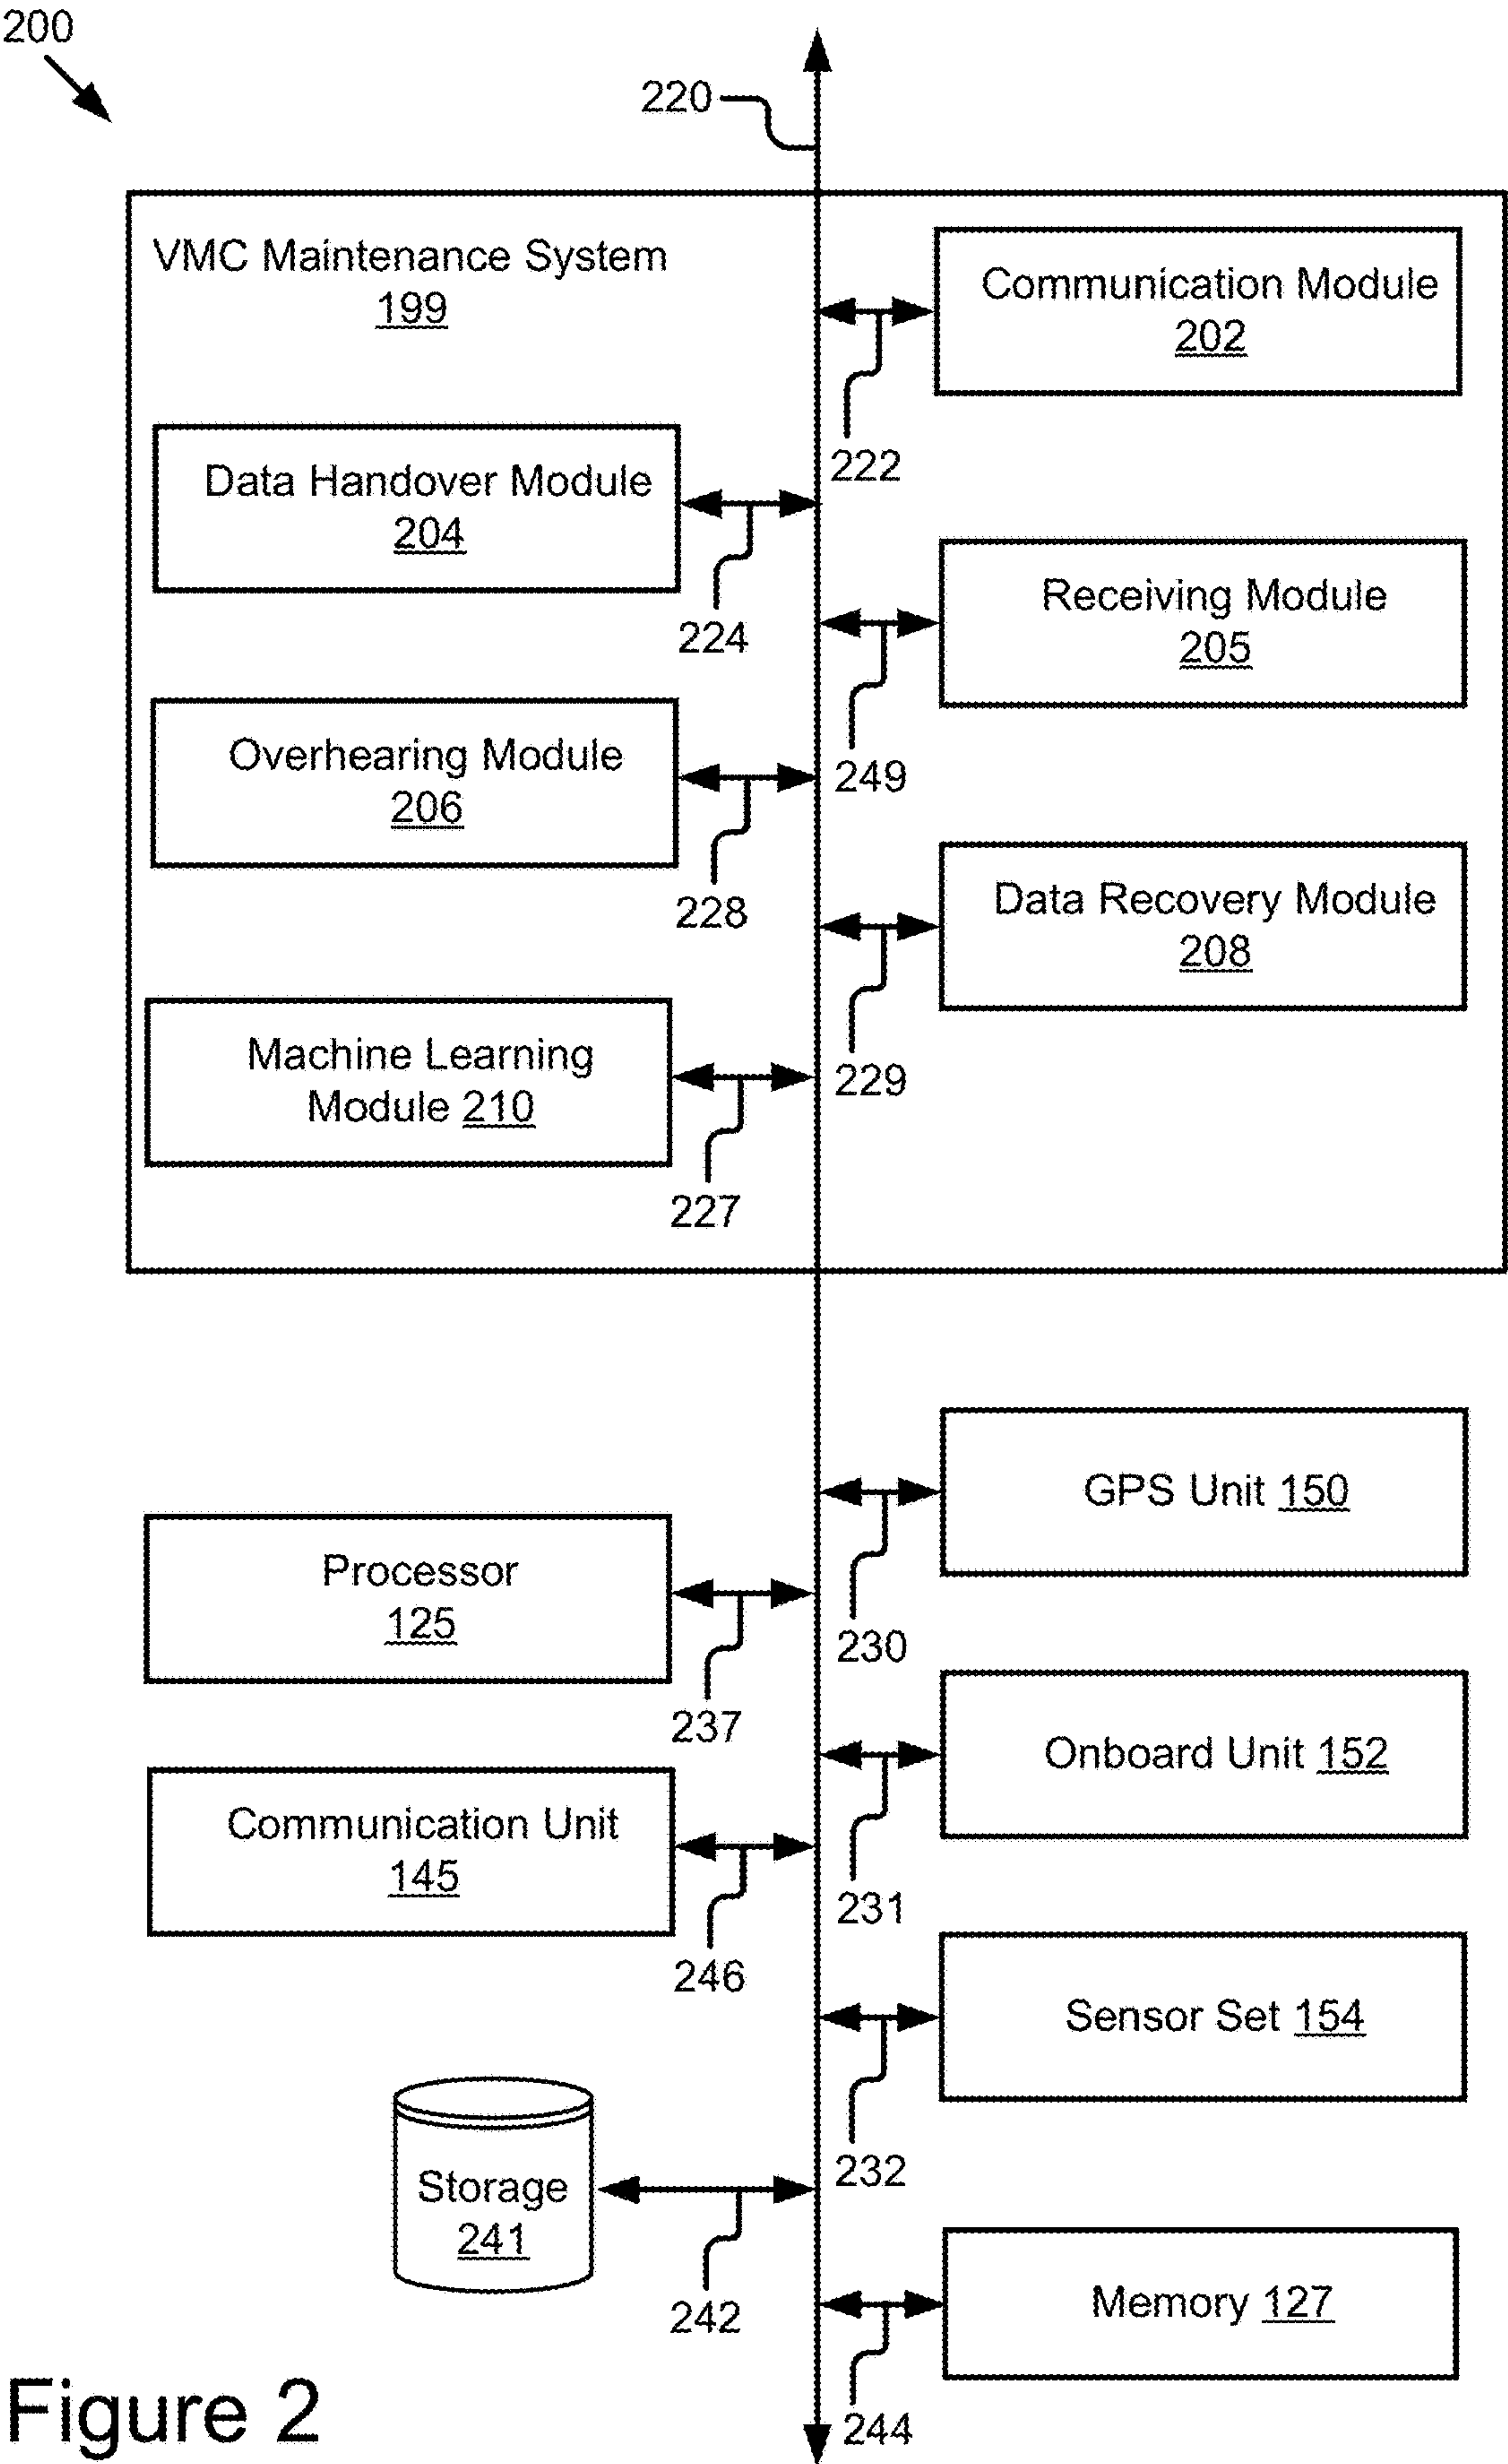 200
220
VMC Maintenance System
199
Communication Module
202
222
Data Handover Module
204
224
Receiving Module
205
249
Overhearing Module
206
228
Data Recovery Module
208
229
Machine Learning
Module 210
227
GPS Unit 150
230
Processor
125
237
Onboard Unit 152
231
Communication Unit
145
246
Sensor Set 154
232
Storage
241
242
Memory 127
244
Figure 2